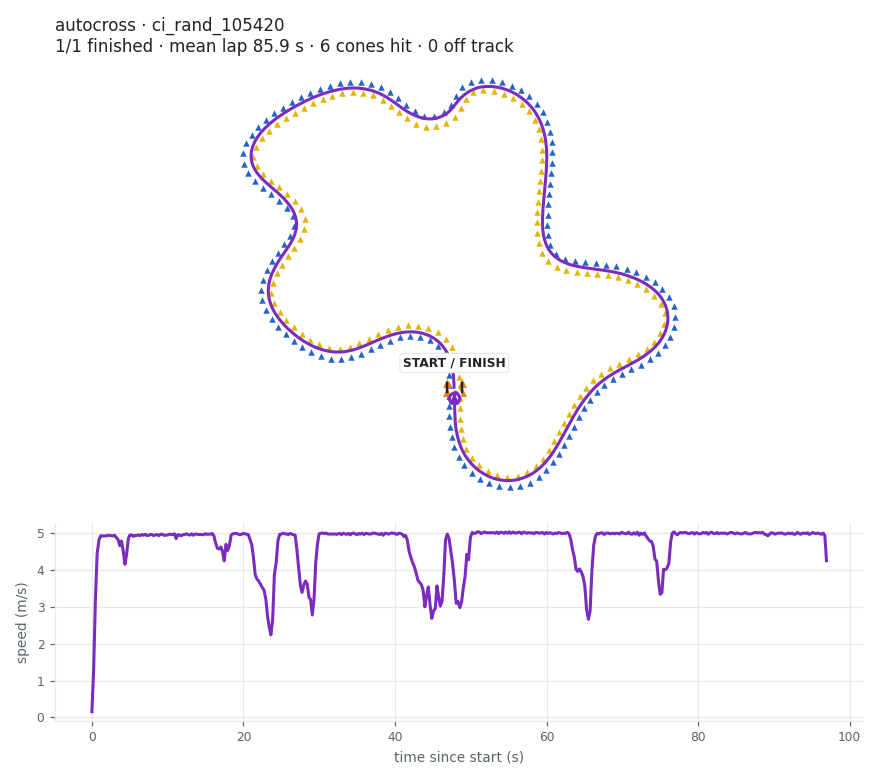 autocross · ci_rand_105420
1/1 finished · mean lap 85.9 s · 6 cones hit · 0 off track
START / FINISH
5
4
3
2
1
0
speed (m/s)
0 20 40 60 80 100
time since start (s)